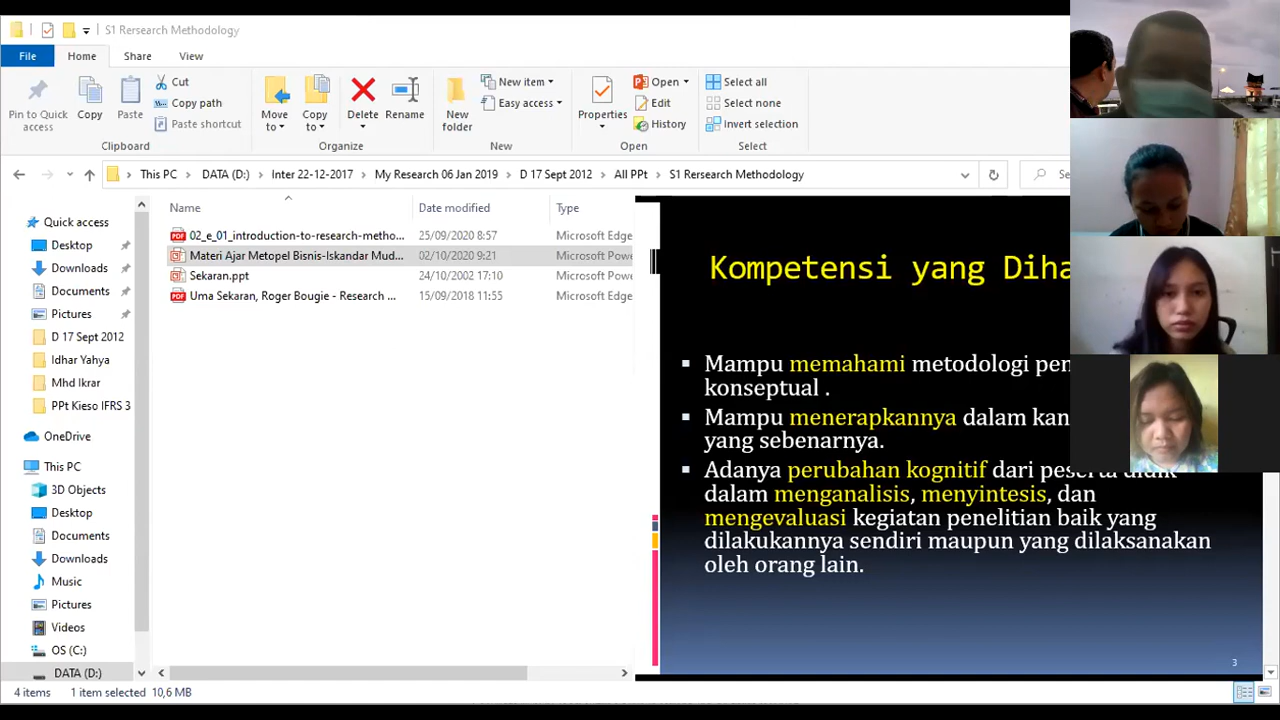 S1 Rersearch Methodology
File Home Share View
Pin to Quick access
Copy
Paste
Cut
Copy path
Paste shortcut
Move to
Copy to
Delete
Rename
New folder
New item
Easy access
Properties
Open
Edit
History
Select all
Select none
Invert selection
Clipboard Organize New Open Select
This PC DATA (D:) Inter 22-12-2017 My Research 06 Jan 2019 D 17 Sept 2012 All PPt S1 Rersearch Methodology
Se
Name Date modified Type
02_e_01_introduction-to-research-metho... 25/09/2020 8:57 Microsoft Edge
Materi Ajar Metopel Bisnis-Iskandar Mud... 02/10/2020 9:21 Microsoft Powe
Sekaran.ppt 24/10/2002 17:10 Microsoft Powe
Uma Sekaran, Roger Bougie - Research ... 15/09/2018 11:55 Microsoft Edge
Quick access
Desktop
Downloads
Documents
Pictures
D 17 Sept 2012
Idhar Yahya
Mhd Ikrar
PPt Kieso IFRS 3
OneDrive
This PC
3D Objects
Desktop
Documents
Downloads
Music
Pictures
Videos
OS (C:)
DATA (D:)
4 items 1 item selected 10,6 MB
Kompetensi yang Diha
Mampu memahami metodologi pen
konseptual .
Mampu menerapkannya dalam kan
yang sebenarnya.
Adanya perubahan kognitif dari peserta didik
dalam menganalisis, menyintesis, dan
mengevaluasi kegiatan penelitian baik yang
dilakukannya sendiri maupun yang dilaksanakan
oleh orang lain.
3